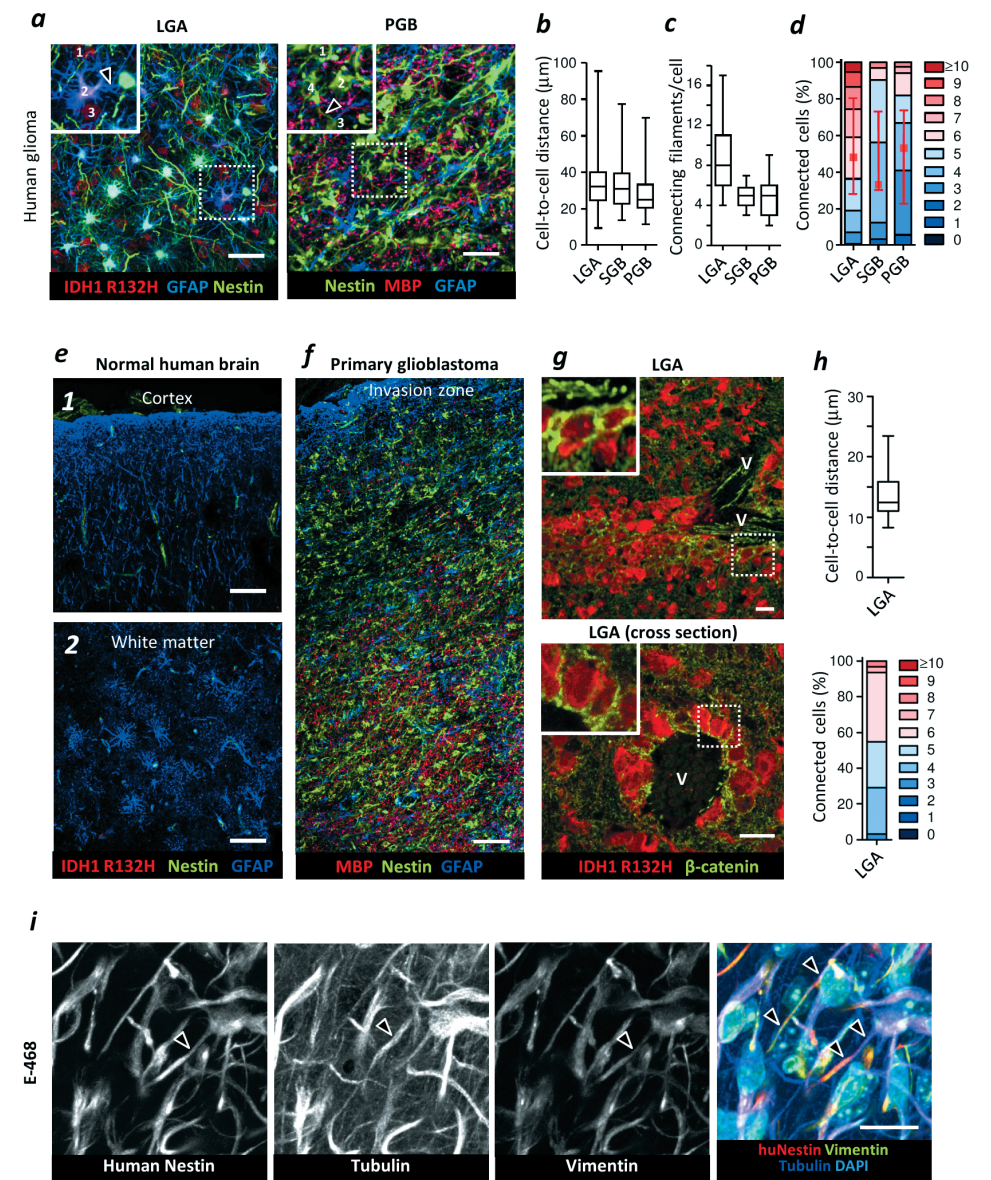 a
LGA
PGB
Human glioma
1
2
3
1
2
4
3
IDH1 R132H GFAP Nestin
Nestin MBP GFAP
b
Cell-to-cell distance (µm)
100
80
60
40
20
0
LGA
SGB
PGB
c
Connecting filaments/cell
18
16
14
12
10
8
6
4
2
0
LGA
SGB
PGB
d
Connected cells (%)
100
80
60
40
20
0
LGA
SGB
PGB
≥10
9
8
7
6
5
4
3
2
1
0
e
Normal human brain
1
Cortex
2
White matter
IDH1 R132H Nestin GFAP
f
Primary glioblastoma
Invasion zone
MBP Nestin GFAP
g
LGA
V
V
LGA (cross section)
V
IDH1 R132H β-catenin
h
Cell-to-cell distance (µm)
30
20
10
0
LGA
Connected cells (%)
100
80
60
40
20
0
LGA
≥10
9
8
7
6
5
4
3
2
1
0
i
E-468
Human Nestin
Tubulin
Vimentin
huNestin Vimentin
Tubulin DAPI